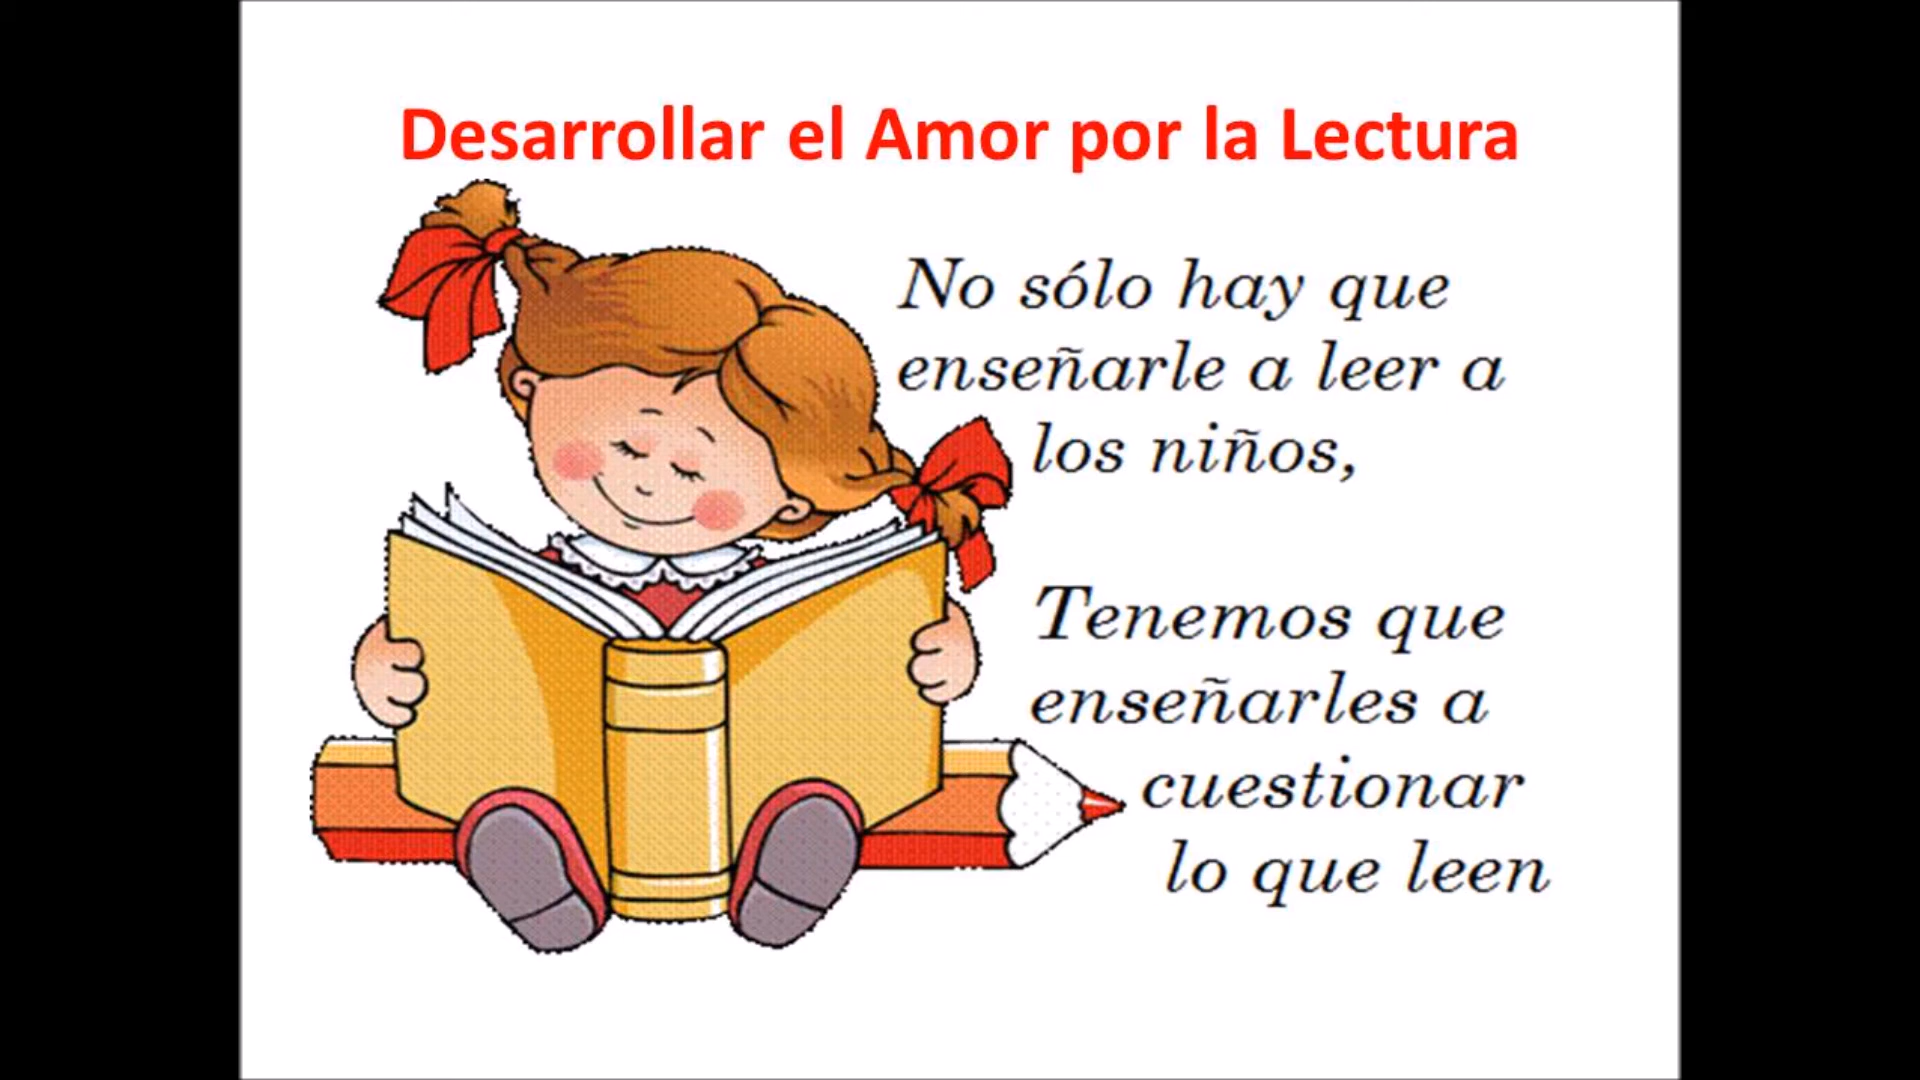 Desarrollar el Amor por la Lectura
No sólo hay que
enseñarle a leer a
los niños,
Tenemos que
enseñarles a
cuestionar
lo que leen